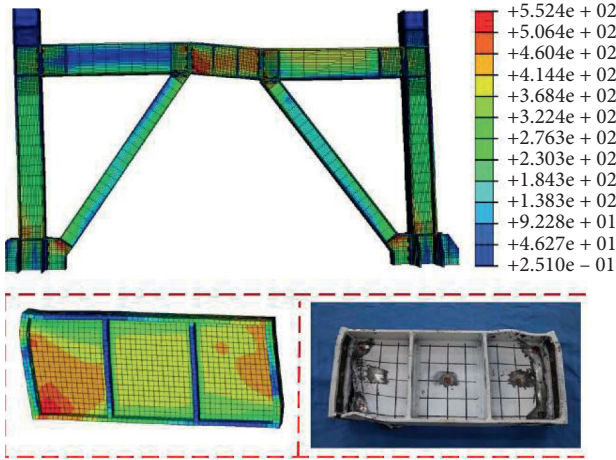 +5.524e + 02
+5.064e + 02
+4.604e + 02
+4.144e + 02
+3.684e + 02
+3.224e + 02
+2.763e + 02
+2.303e + 02
+1.843e + 02
+1.383e + 02
+9.228e + 01
+4.627e + 01
+2.510e – 01